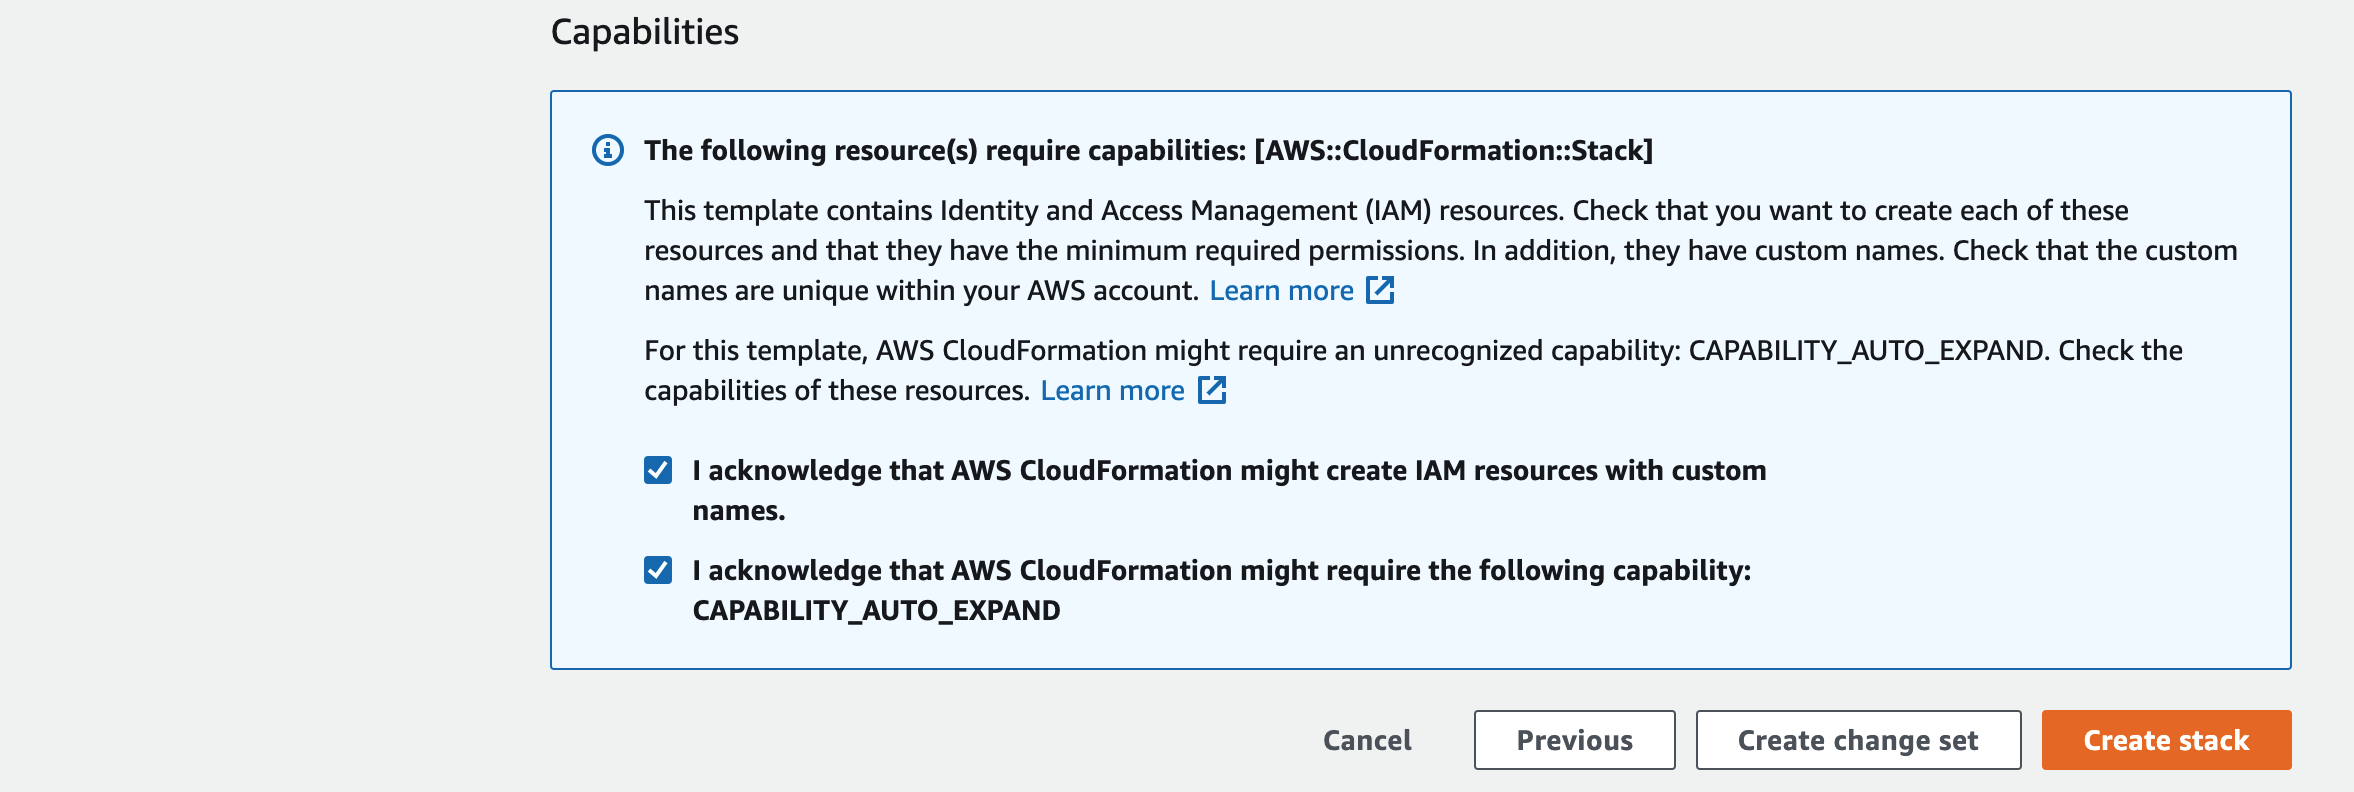 Capabilities
The following resource(s) require capabilities: [AWS::CloudFormation::Stack]
This template contains Identity and Access Management (IAM) resources. Check that you want to create each of these
resources and that they have the minimum required permissions. In addition, they have custom names. Check that the custom
names are unique within your AWS account. Learn more
For this template, AWS CloudFormation might require an unrecognized capability: CAPABILITY_AUTO_EXPAND. Check the
capabilities of these resources. Learn more
I acknowledge that AWS CloudFormation might create IAM resources with custom
names.
I acknowledge that AWS CloudFormation might require the following capability:
CAPABILITY_AUTO_EXPAND
Cancel Previous Create change set Create stack